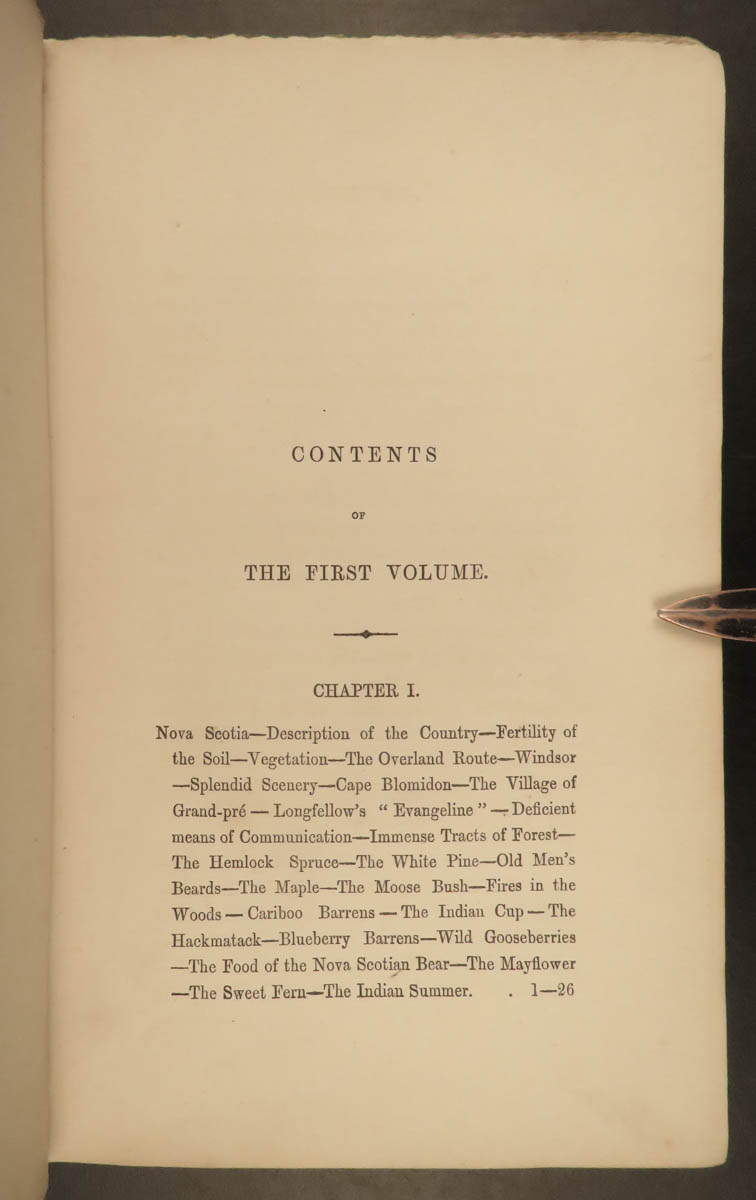 CONTENTS
OF
THE FIRST VOLUME.
CHAPTER I.
Nova Scotia—Description of the Country—Fertility of
the Soil—Vegetation—The Overland Route—Windsor
—Splendid Scenery—Cape Blomidon—The Village of
Grand-pré — Longfellow's “ Evangeline ” — Deficient
means of Communication—Immense Tracts of Forest—
The Hemlock Spruce—The White Pine—Old Men's
Beards—The Maple—The Moose Bush—Fires in the
Woods — Cariboo Barrens — The Indian Cup — The
Hackmatack—Blueberry Barrens—Wild Gooseberries
—The Food of the Nova Scotian Bear—The Mayflower
—The Sweet Fern—The Indian Summer. . 1—26